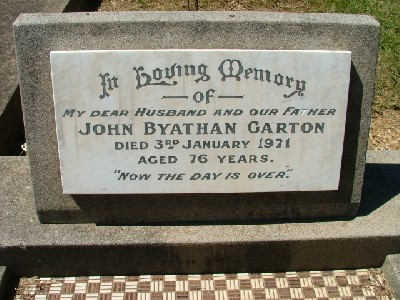 In Loving Memory
of
My dear Husband and our Father
John Byathan Garton
died 3rd January 1971
aged 76 years.
"Now the day is over."